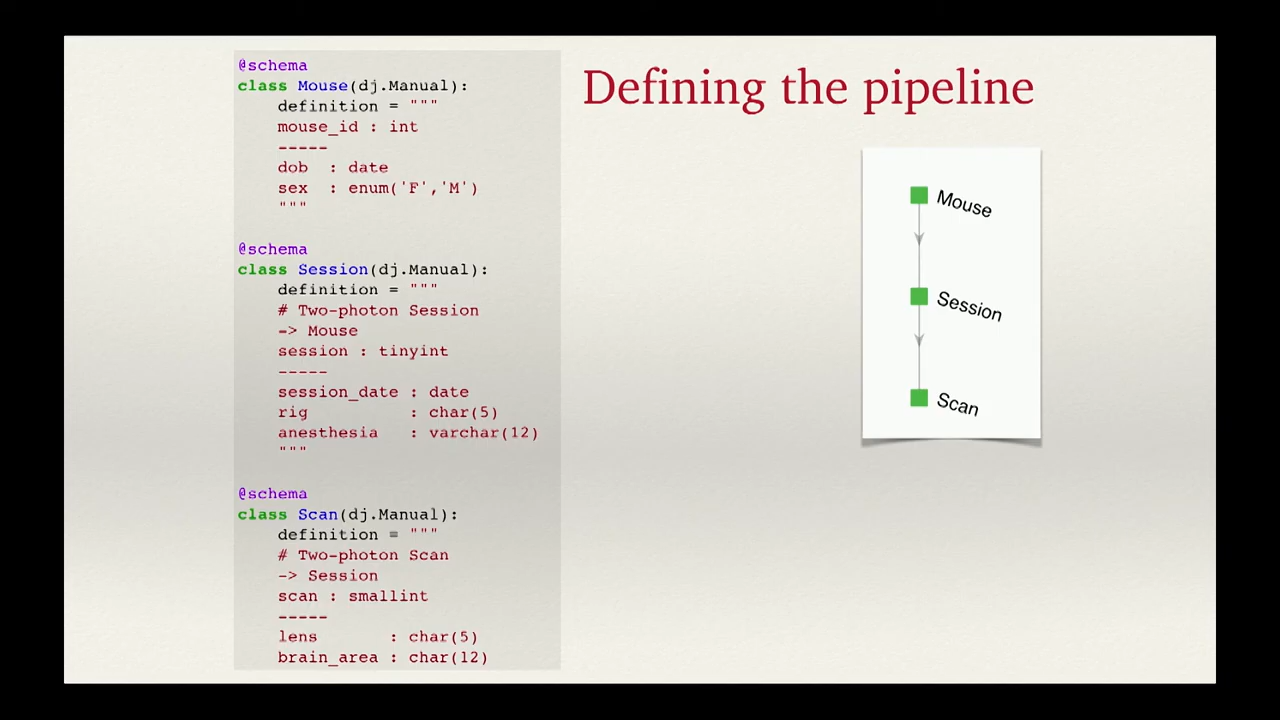 @schema
class Mouse(dj.Manual):
    definition = """
    mouse_id : int
    -----
    dob  : date
    sex  : enum('F','M')
    """
@schema
class Session(dj.Manual):
    definition = """
    # Two-photon Session
    -> Mouse
    session : tinyint
    -----
    session_date : date
    rig          : char(5)
    anesthesia   : varchar(12)
    """
@schema
class Scan(dj.Manual):
    definition = """
    # Two-photon Scan
    -> Session
    scan : smallint
    -----
    lens       : char(5)
    brain_area : char(12)
Defining the pipeline
Mouse
Session
Scan